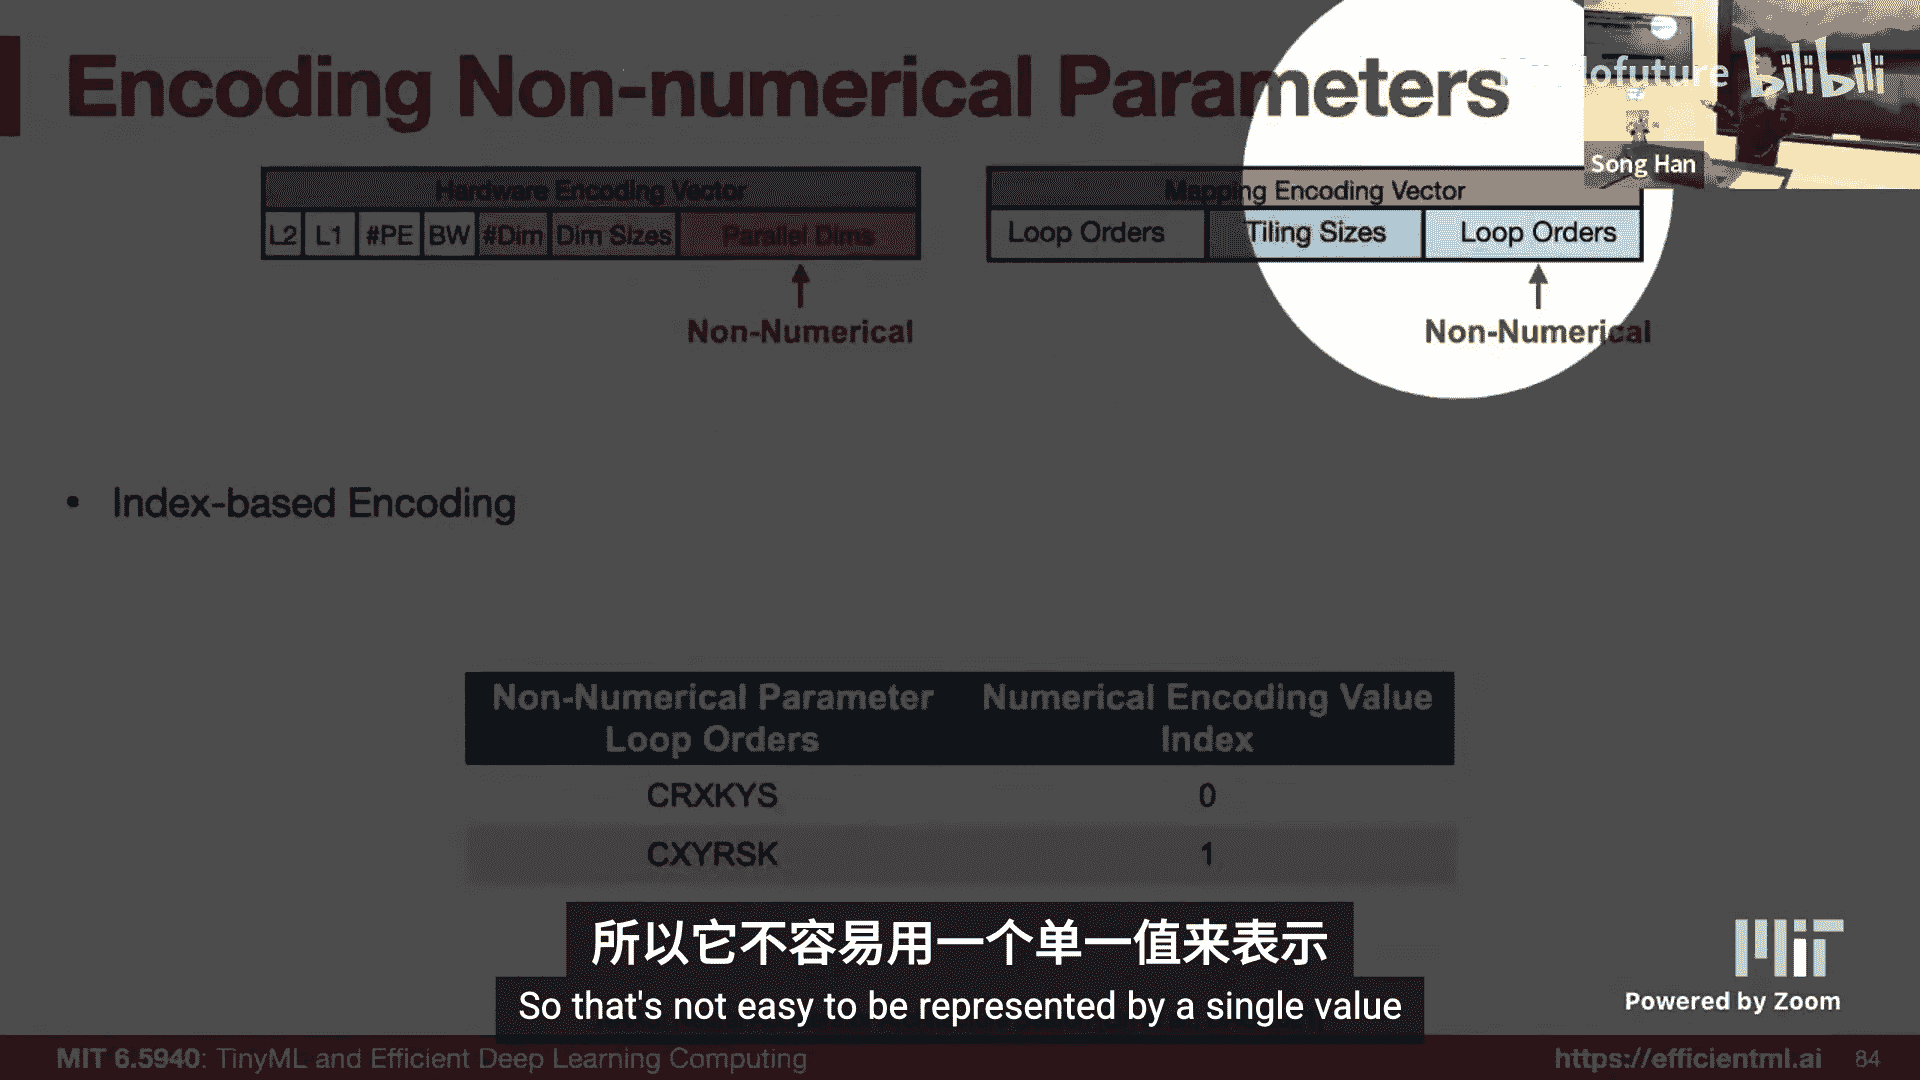 Encoding Non-numerical Parameters
bilibili
Song Han
Hardware Encoding Vector
L2 L1 #PE BW #Dim Dim Sizes Parallel Dims
Non-Numerical
Mapping Encoding Vector
Loop Orders Tiling Sizes Loop Orders
Non-Numerical
• Index-based Encoding
Non-Numerical Parameter Numerical Encoding Value
Loop Orders Index
CRXKYS 0
CXYRSK 1
所以它不容易用一个单一值来表示
So that's not easy to be represented by a single value
MIT
Powered by Zoom
MIT 6.5940: TinyML and Efficient Deep Learning Computing
https://efficientml.ai 84